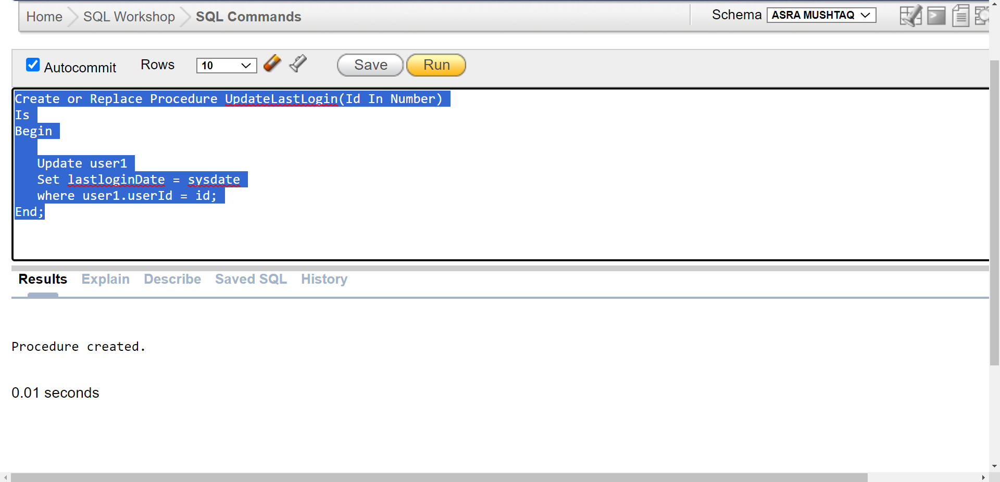 Home SQL Workshop SQL Commands Schema ASRA MUSHTAQ
Autocommit Rows 10 Save Run
Create or Replace Procedure UpdateLastLogin(Id In Number)
Is
Begin
Update user1
Set lastloginDate = sysdate
where user1.userId = id;
End;
Results Explain Describe Saved SQL History
Procedure created.
0.01 seconds